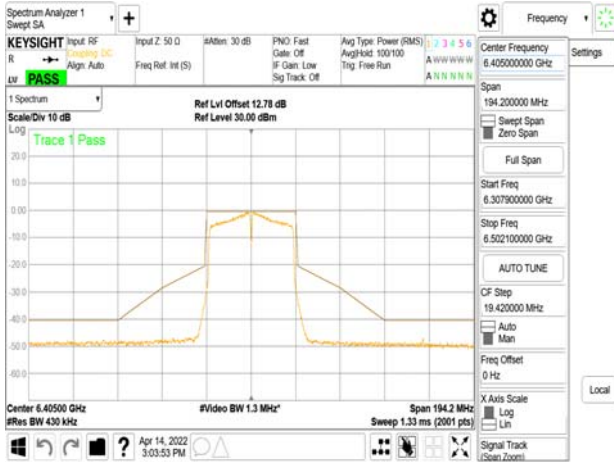 Spectrum Analyzer 1
Swept SA
Frequency
KEYSIGHT
R
LV
PASS
Input: RF
Coupling: DC
Align: Auto
Input Z: 50 Ω
Freq Ref: Int (S)
#Atten: 30 dB
PNO: Fast
Gate: Off
IF Gain: Low
Sig Track: Off
Avg Type: Power (RMS)
Avg|Hold: 100/100
Trig: Free Run
1 2 3 4 5 6
A W W W W W
A N N N N N
1 Spectrum
Scale/Div 10 dB
Ref Lvl Offset 12.78 dB
Ref Level 30.00 dBm
Log
Trace 1 Pass
20.0
10.0
0.00
-10.0
-20.0
-30.0
-40.0
-50.0
-60.0
Center 6.40500 GHz
#Res BW 430 kHz
#Video BW 1.3 MHz*
Span 194.2 MHz
Sweep 1.33 ms (2001 pts)
Apr 14, 2022
3:03:53 PM
Center Frequency
6.405000000 GHz
Span
194.200000 MHz
Swept Span
Zero Span
Full Span
Start Freq
6.307900000 GHz
Stop Freq
6.502100000 GHz
AUTO TUNE
CF Step
19.420000 MHz
Auto
Man
Freq Offset
0 Hz
X Axis Scale
Log
Lin
Signal Track
(Span Zoom)
Settings
Local